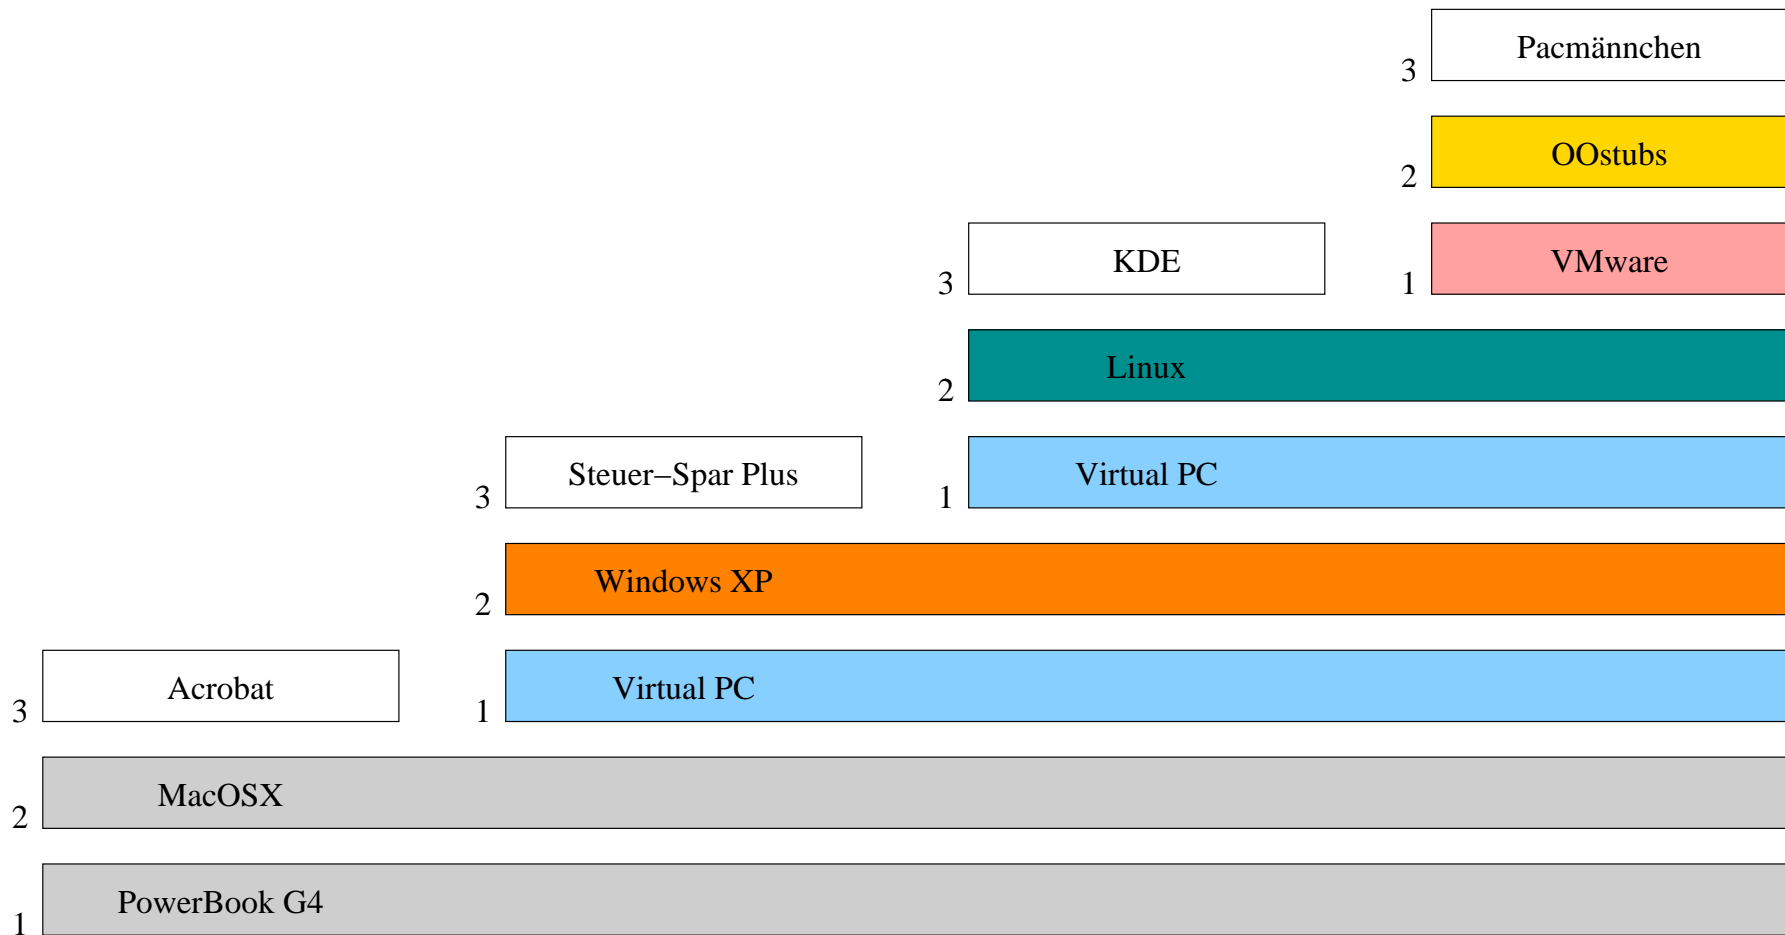 Pacmännchen
3
OOstubs
2
KDE
VMware
3
1
Linux
2
Steuer–Spar Plus
Virtual PC
3
1
Windows XP
2
Acrobat
Virtual PC
3
1
MacOSX
2
PowerBook G4
1